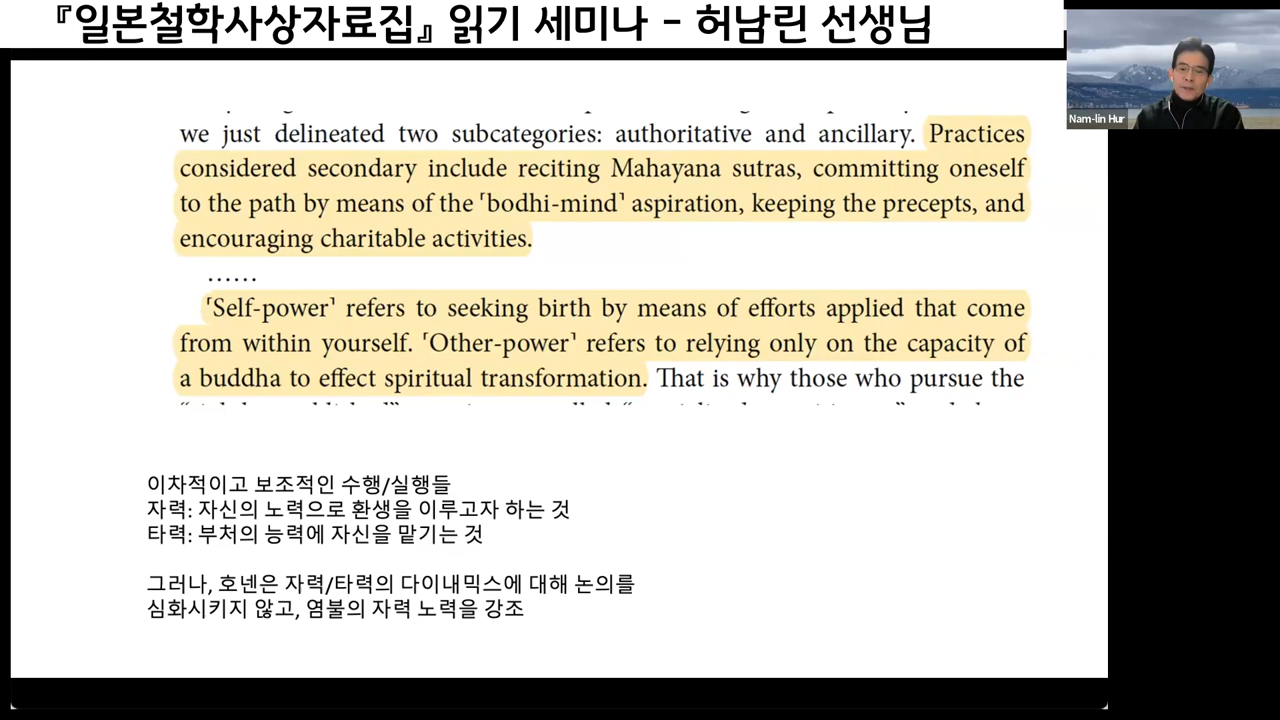 『일본철학사상자료집』 읽기 세미나 - 허남린 선생님
Nam-lin Hur
we just delineated two subcategories: authoritative and ancillary. Practices
considered secondary include reciting Mahayana sutras, committing oneself
to the path by means of the ⌜bodhi-mind⌝ aspiration, keeping the precepts, and
encouraging charitable activities.
……
⌜Self-power⌝ refers to seeking birth by means of efforts applied that come
from within yourself. ⌜Other-power⌝ refers to relying only on the capacity of
a buddha to effect spiritual transformation. That is why those who pursue the
이차적이고 보조적인 수행/실행들
자력: 자신의 노력으로 환생을 이루고자 하는 것
타력: 부처의 능력에 자신을 맡기는 것
그러나, 호넨은 자력/타력의 다이내믹스에 대해 논의를
심화시키지 않고, 염불의 자력 노력을 강조